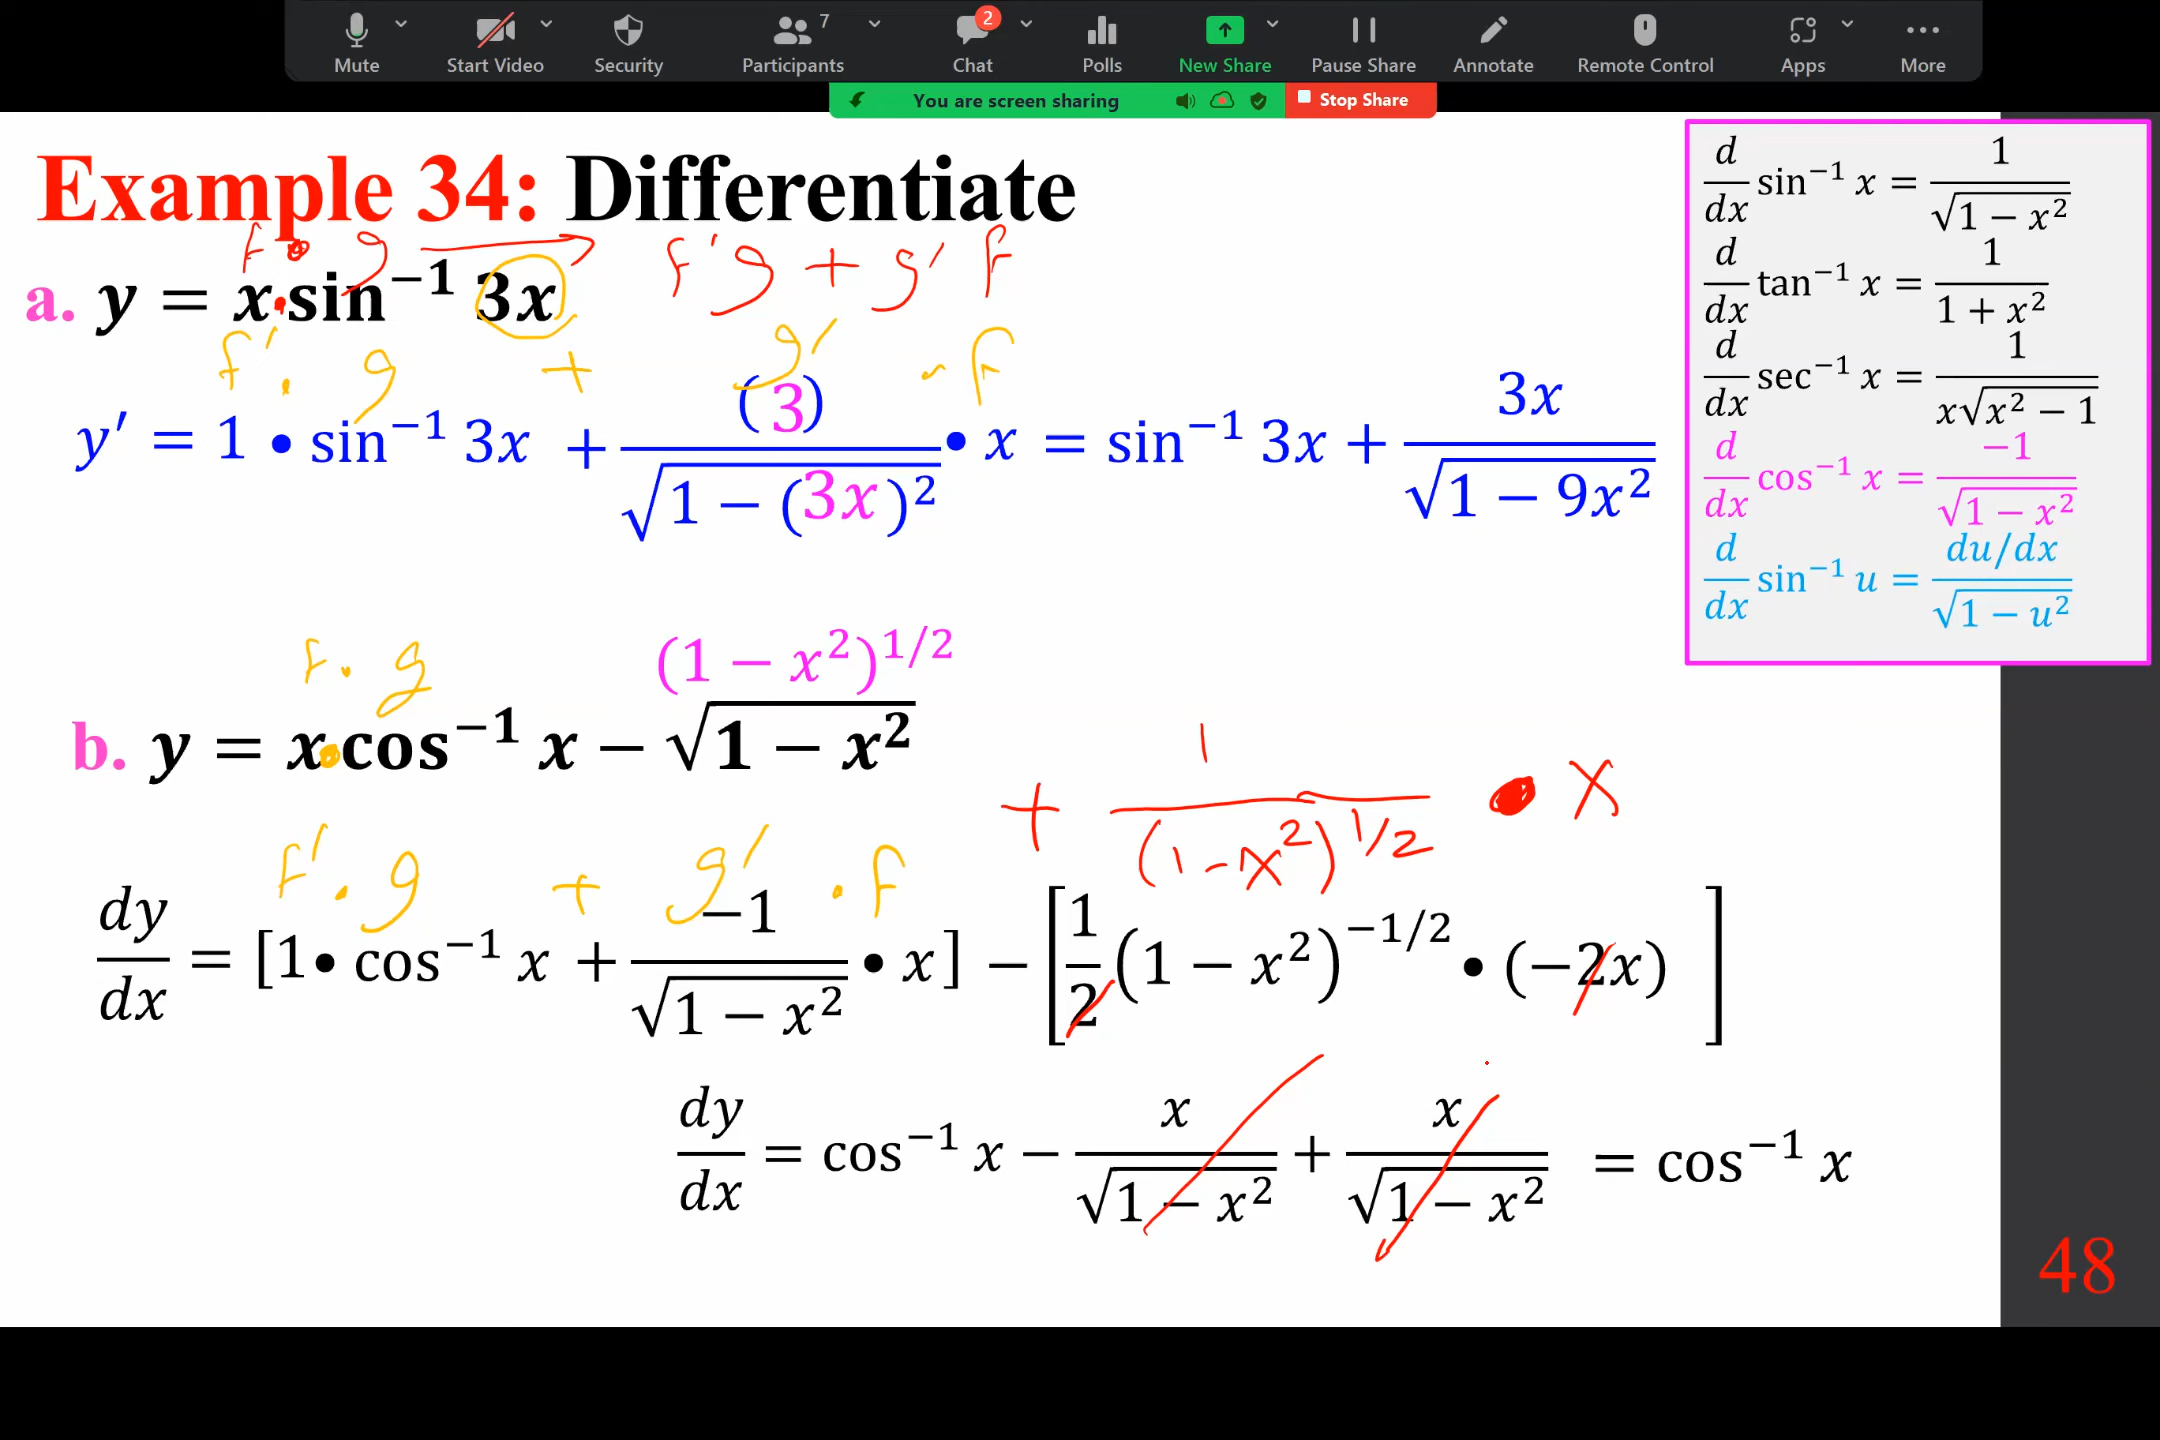 Mute Start Video Security Participants 7 Chat 2 Polls New Share Pause Share Annotate Remote Control Apps More
You are screen sharing Stop Share
Example 34: Differentiate
f • g f'g + g'f
a. y = x·sin⁻¹ 3x
f' . g + g' . f
y′ = 1 • sin⁻¹ 3x + (3)/√(1 − (3x)²) • x = sin⁻¹ 3x + 3x/√(1 − 9x²)
f . g (1 − x²)^1/2
b. y = x.cos⁻¹ x − √(1 − x²)
+ 1/(1-x²)^1/2 • x
f' . g + g' . f
dy/dx = [1• cos⁻¹ x + −1/√(1 − x²) • x] − [1/2 (1 − x²)^−1/2 • (−2x) ]
dy/dx = cos⁻¹ x − x/√(1 − x²) + x/√(1 − x²) = cos⁻¹ x
d/dx sin⁻¹ x = 1/√(1 − x²)
d/dx tan⁻¹ x = 1/(1 + x²)
d/dx sec⁻¹ x = 1/(x√(x² − 1))
d/dx cos⁻¹ x = −1/√(1 − x²)
d/dx sin⁻¹ u = du/dx/√(1 − u²)
48